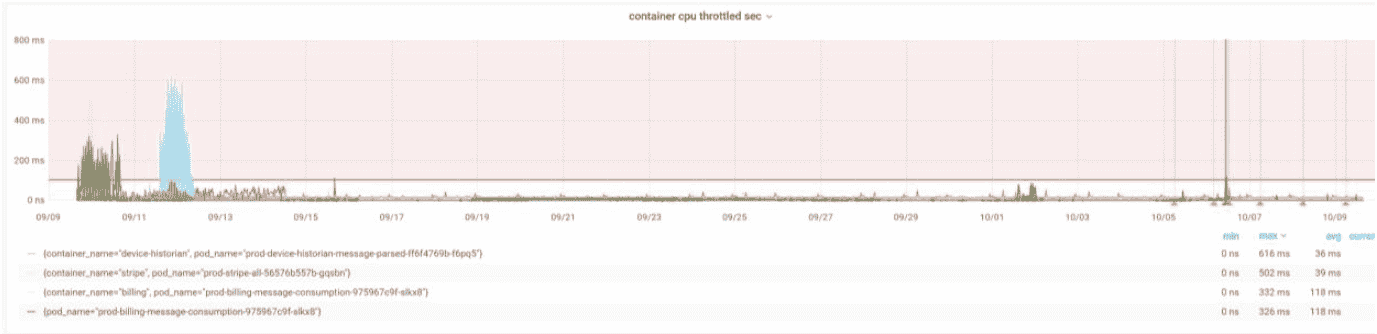 container cpu throttled sec
800 ms
600 ms
400 ms
200 ms
0 ns
09/09 09/11 09/13 09/15 09/17 09/19 09/21 09/23 09/25 09/27 09/29 10/01 10/03 10/05 10/07 10/09
min max avg current
{container_name="device-historian", pod_name="prod-device-historian-message-parsed-ff6f4769b-f6pq5"} 0 ns 616 ms 36 ms
{container_name="stripe", pod_name="prod-stripe-all-56576b557b-gqsbn"} 0 ns 502 ms 39 ms
{container_name="billing", pod_name="prod-billing-message-consumption-975967c9f-slkx8"} 0 ns 332 ms 118 ms
{pod_name="prod-billing-message-consumption-975967c9f-slkx8"} 0 ns 326 ms 118 ms